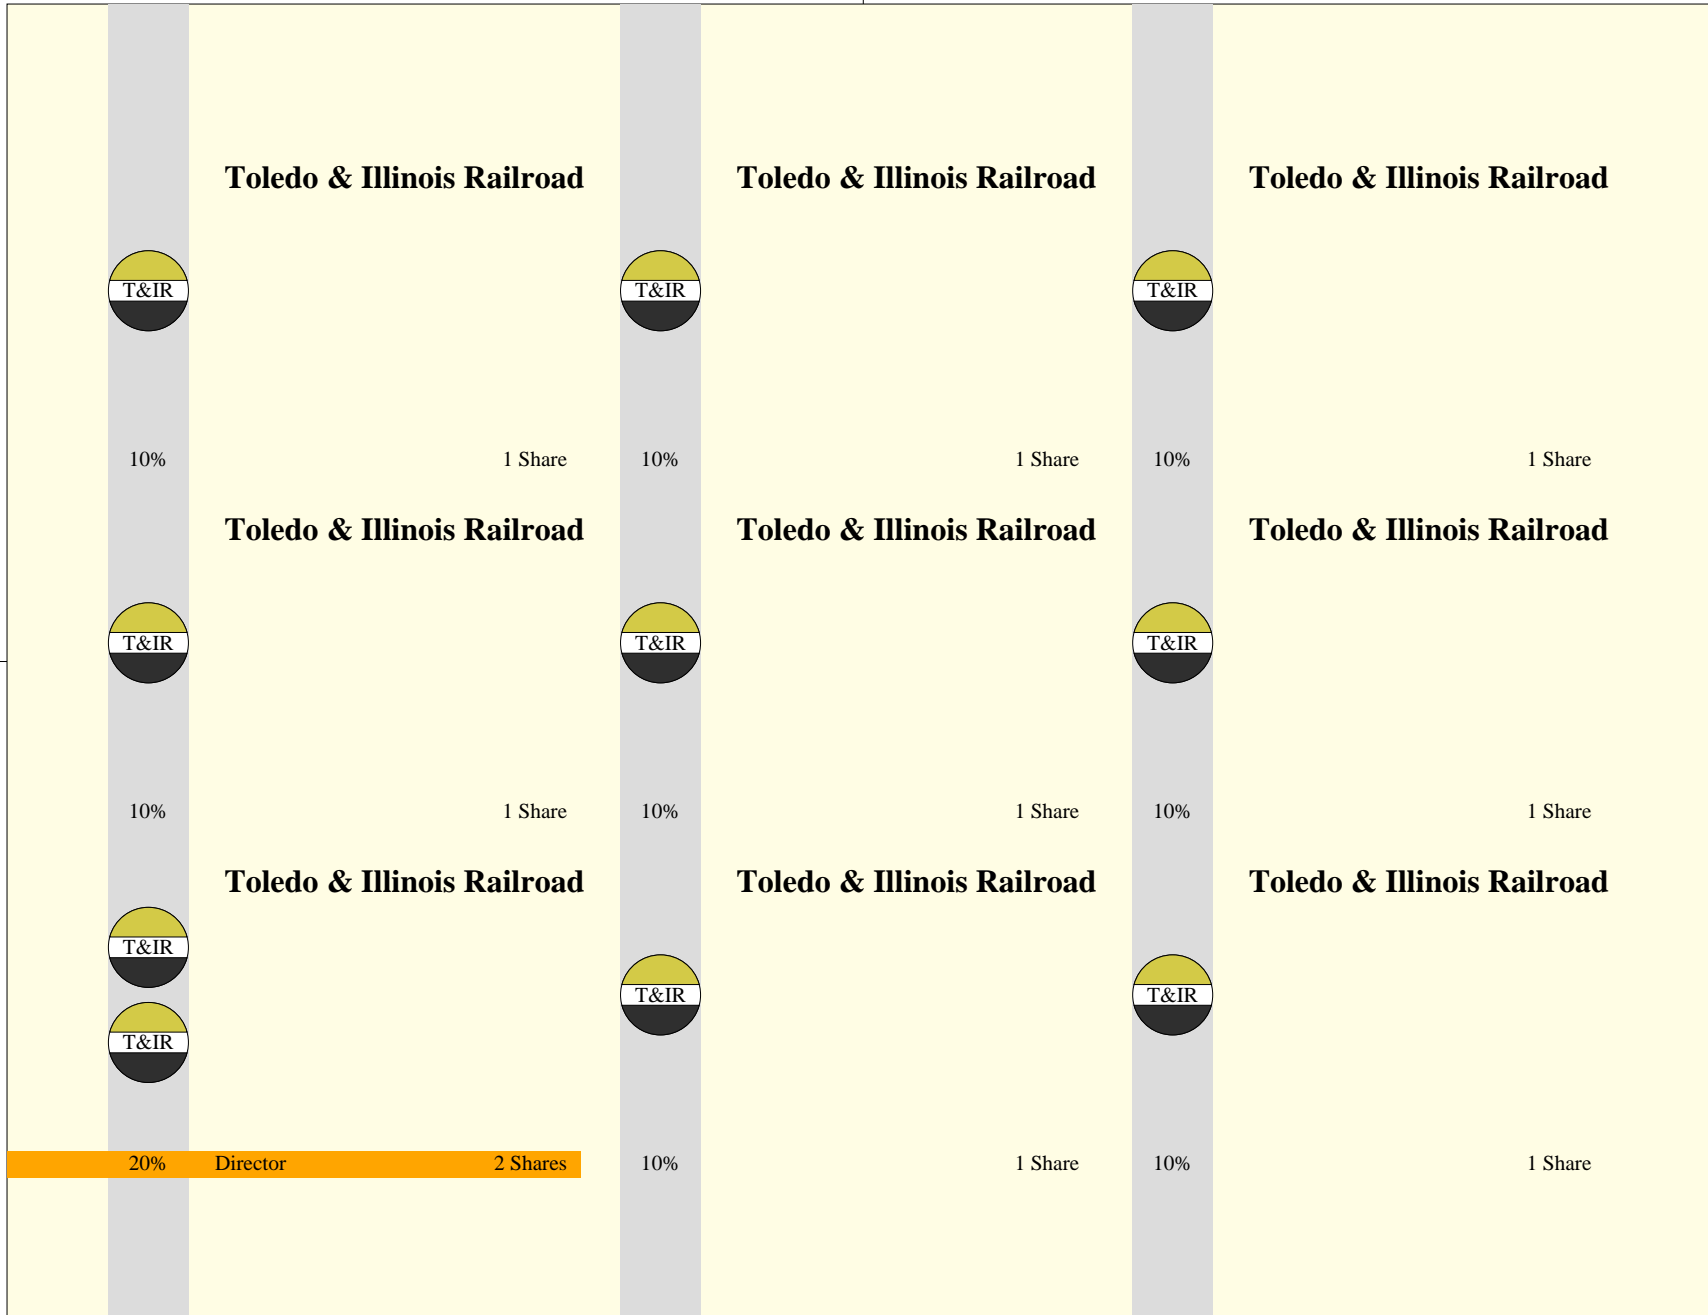 Toledo & Illinois Railroad Toledo & Illinois Railroad Toledo & Illinois Railroad
T&IR T&IR T&IR
10% 1 Share 10% 1 Share 10% 1 Share
Toledo & Illinois Railroad Toledo & Illinois Railroad Toledo & Illinois Railroad
T&IR T&IR T&IR
10% 1 Share 10% 1 Share 10% 1 Share
Toledo & Illinois Railroad Toledo & Illinois Railroad Toledo & Illinois Railroad
T&IR
T&IR T&IR
T&IR
20% Director 2 Shares 10% 1 Share 10% 1 Share